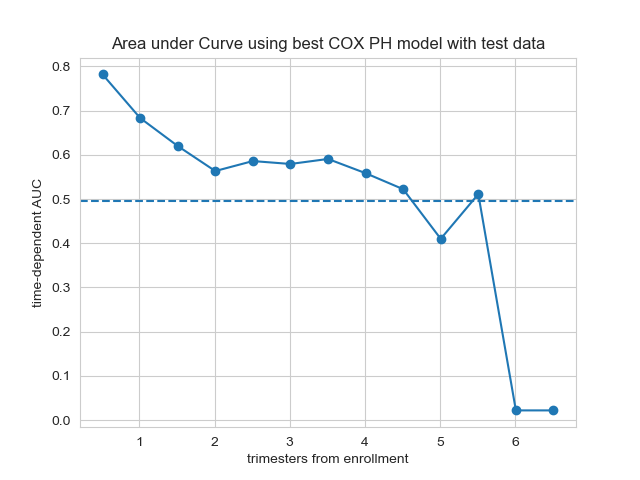 Area under Curve using best COX PH model with test data
0.8
0.7
0.6
0.5
0.4
0.3
0.2
0.1
0.0
time-dependent AUC
1 2 3 4 5 6
trimesters from enrollment